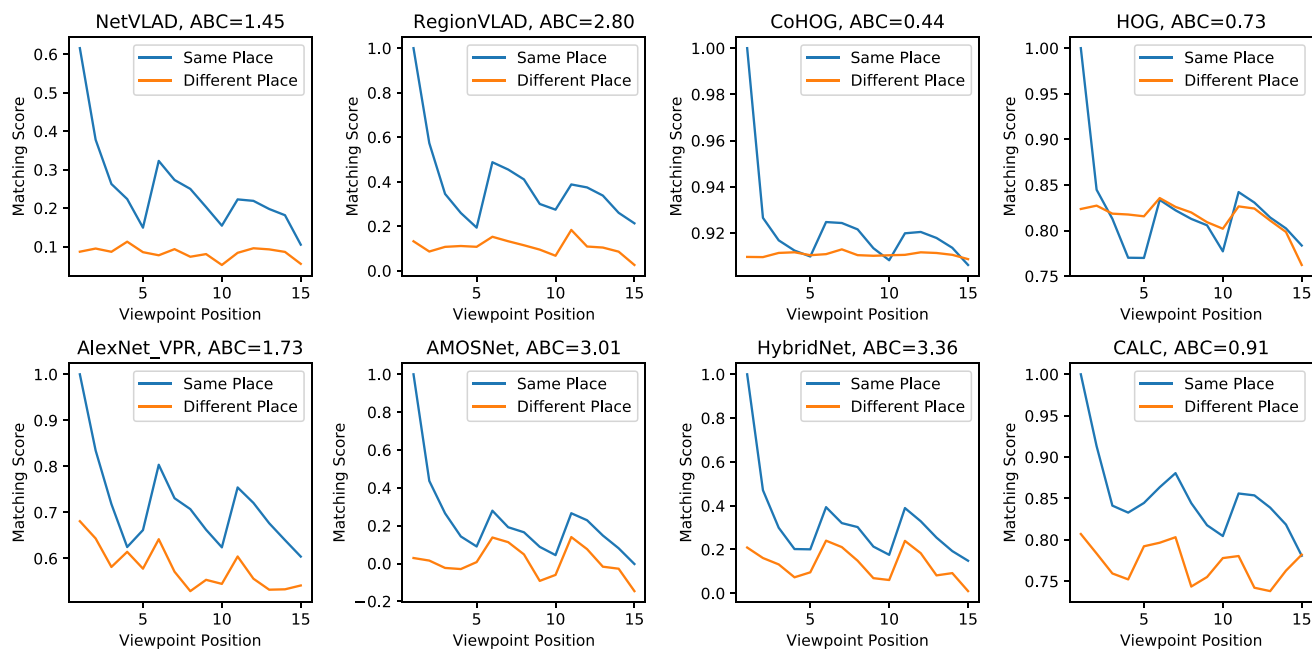 NetVLAD, ABC=1.45
Matching Score
0.6
0.5
0.4
0.3
0.2
0.1
5
10
15
Viewpoint Position
Same Place
Different Place
RegionVLAD, ABC=2.80
Matching Score
1.0
0.8
0.6
0.4
0.2
0.0
5
10
15
Viewpoint Position
Same Place
Different Place
CoHOG, ABC=0.44
Matching Score
1.00
0.98
0.96
0.94
0.92
5
10
15
Viewpoint Position
Same Place
Different Place
HOG, ABC=0.73
Matching Score
1.00
0.95
0.90
0.85
0.80
0.75
5
10
15
Viewpoint Position
Same Place
Different Place
AlexNet_VPR, ABC=1.73
Matching Score
1.0
0.9
0.8
0.7
0.6
5
10
15
Viewpoint Position
Same Place
Different Place
AMOSNet, ABC=3.01
Matching Score
1.0
0.8
0.6
0.4
0.2
0.0
−0.2
5
10
15
Viewpoint Position
Same Place
Different Place
HybridNet, ABC=3.36
Matching Score
1.0
0.8
0.6
0.4
0.2
0.0
5
10
15
Viewpoint Position
Same Place
Different Place
CALC, ABC=0.91
Matching Score
1.00
0.95
0.90
0.85
0.80
0.75
5
10
15
Viewpoint Position
Same Place
Different Place